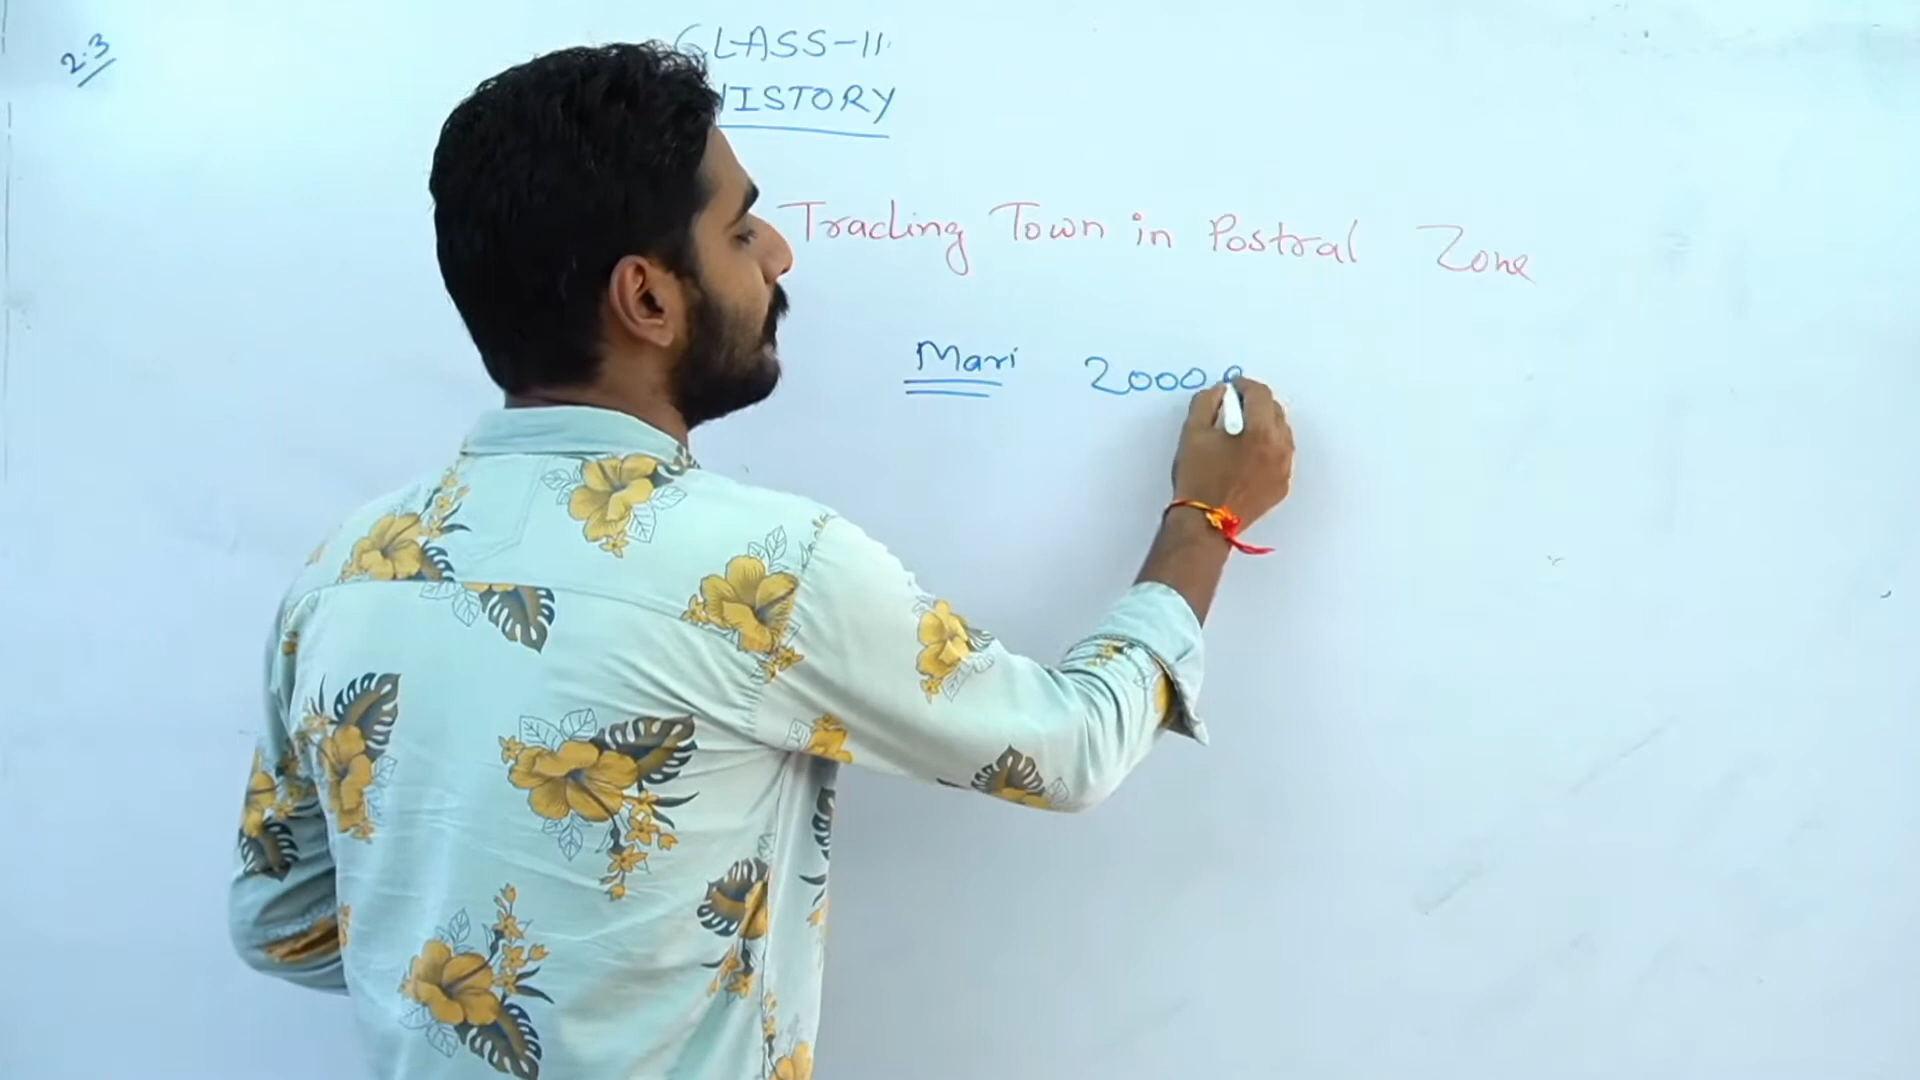 2.3
CLASS-11
HISTORY
Trading Town in Postral Zone
Mari 2000